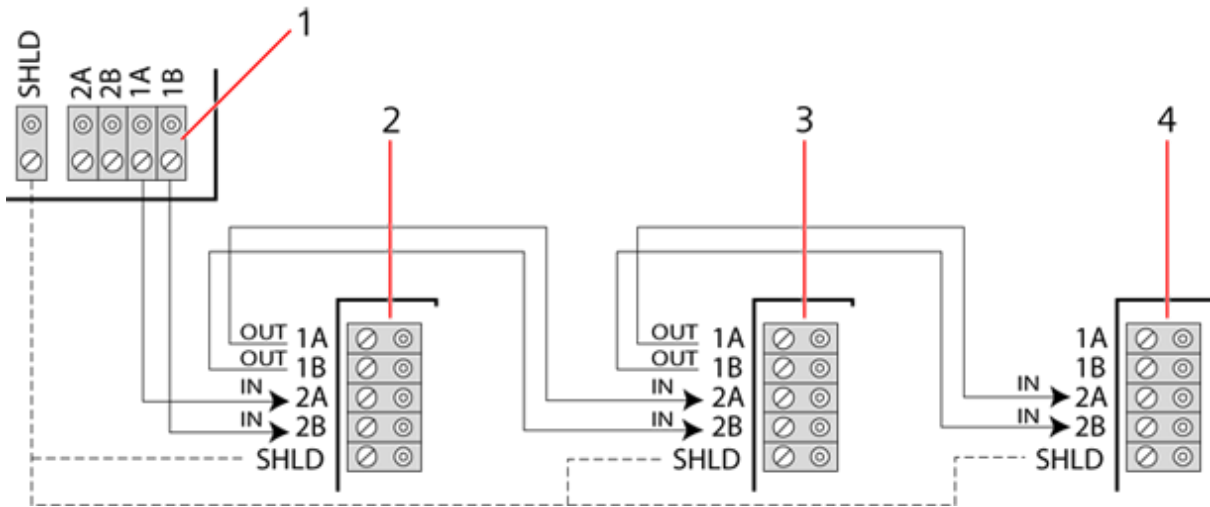 1
SHLD
2A
2B
1A
1B
2
3
4
OUT 1A
OUT 1B
IN 2A
IN 2B
SHLD
OUT 1A
OUT 1B
IN 2A
IN 2B
SHLD
1A
1B
IN 2A
IN 2B
SHLD